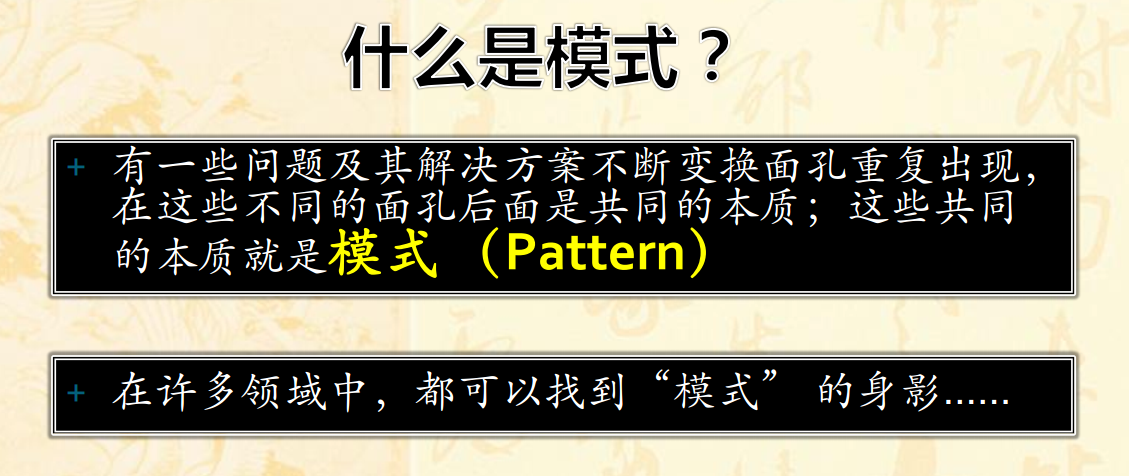 什么是模式？
+ 有一些问题及其解决方案不断变换面孔重复出现，
在这些不同的面孔后面是共同的本质；这些共同
的本质就是模式 （Pattern）
+ 在许多领域中，都可以找到“模式” 的身影......